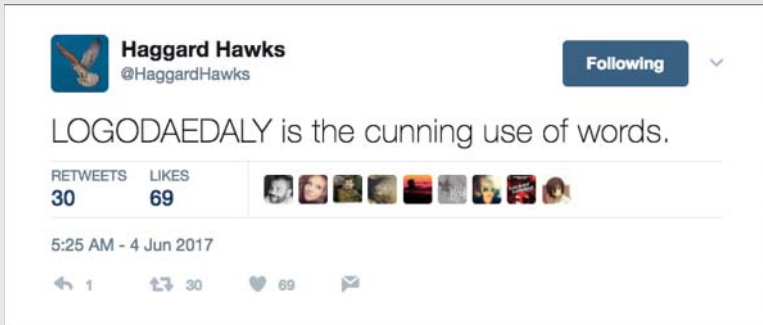 Haggard Hawks
@HaggardHawks
Following
LOGODAEDALY is the cunning use of words.
RETWEETS LIKES
30 69
5:25 AM - 4 Jun 2017
1 30 69